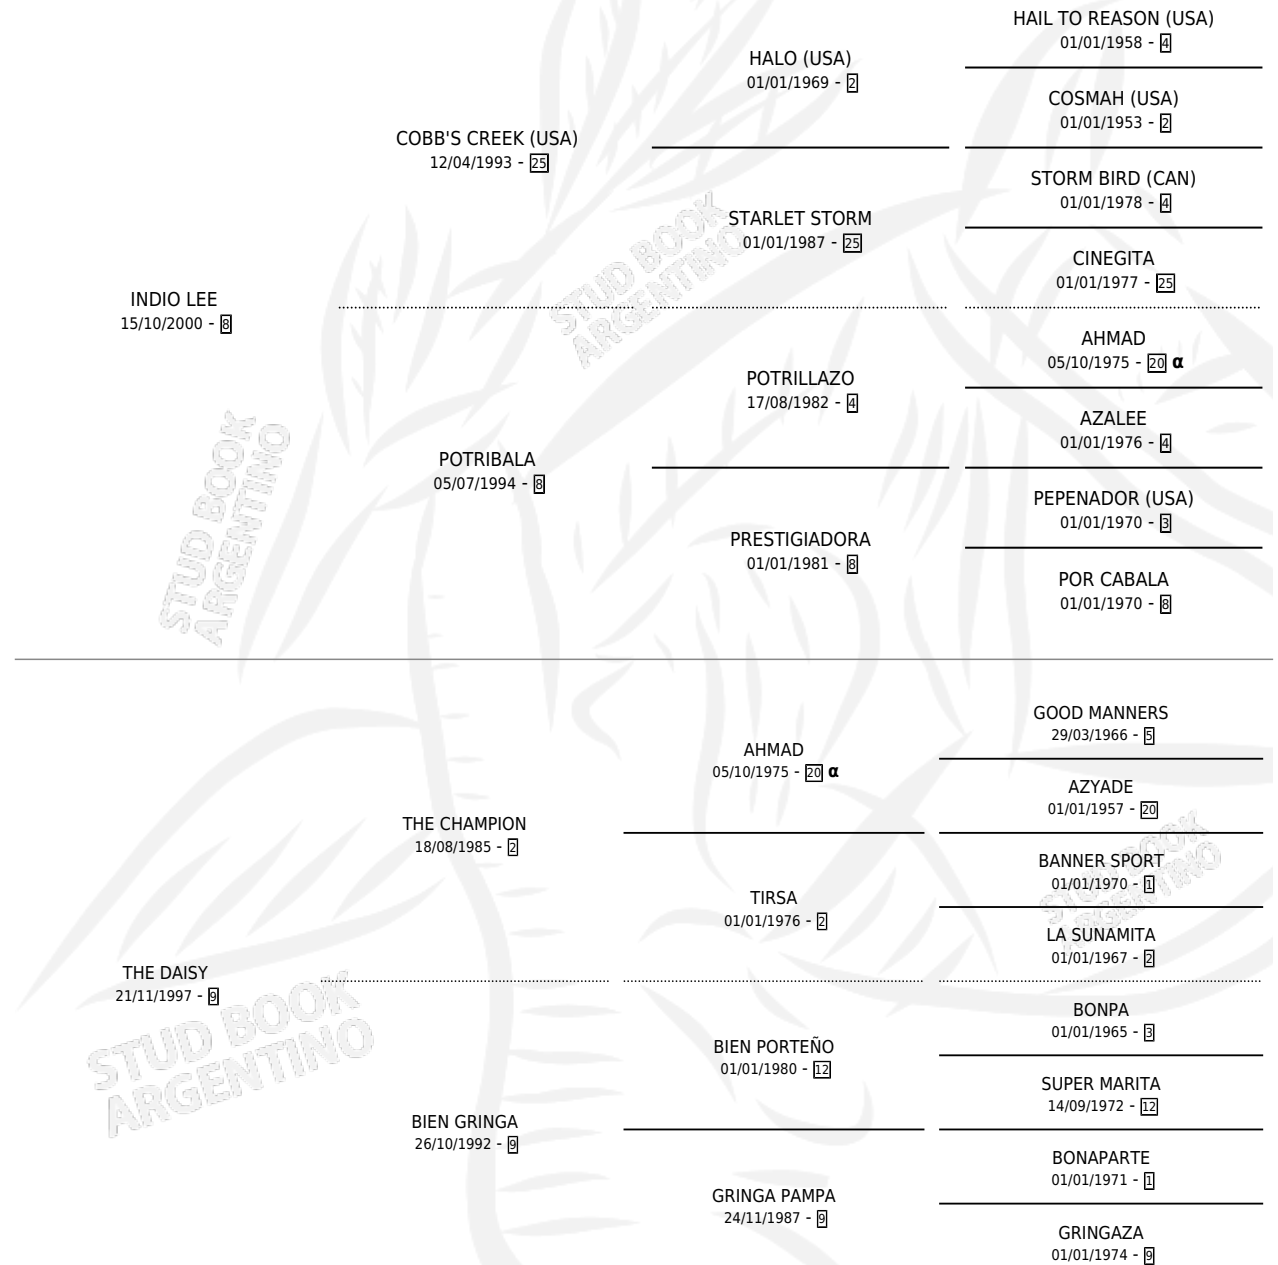 HAIL TO REASON (USA)
01/01/1958 - 4
HALO (USA)
01/01/1969 - 2
COSMAH (USA)
01/01/1953 - 2
COBB'S CREEK (USA)
12/04/1993 - 25
STORM BIRD (CAN)
01/01/1978 - 4
STARLET STORM
01/01/1987 - 25
CINEGITA
01/01/1977 - 25
INDIO LEE
15/10/2000 - 8
AHMAD
05/10/1975 - 20 α
POTRILLAZO
17/08/1982 - 4
AZALEE
01/01/1976 - 4
POTRIBALA
05/07/1994 - 8
PEPENADOR (USA)
01/01/1970 - 3
PRESTIGIADORA
01/01/1981 - 8
POR CABALA
01/01/1970 - 8
GOOD MANNERS
29/03/1966 - 5
AHMAD
05/10/1975 - 20 α
AZYADE
01/01/1957 - 20
THE CHAMPION
18/08/1985 - 2
BANNER SPORT
01/01/1970 - 1
TIRSA
01/01/1976 - 2
LA SUNAMITA
01/01/1967 - 2
THE DAISY
21/11/1997 - 9
BONPA
01/01/1965 - 3
BIEN PORTEÑO
01/01/1980 - 12
SUPER MARITA
14/09/1972 - 12
BIEN GRINGA
26/10/1992 - 9
BONAPARTE
01/01/1971 - 1
GRINGA PAMPA
24/11/1987 - 9
GRINGAZA
01/01/1974 - 9
STUD BOOK
ARGENTINO
STUD BOOK
ARGENTINO
STUD BOOK
ARGENTINO
STUD BOOK
ARGENTINO